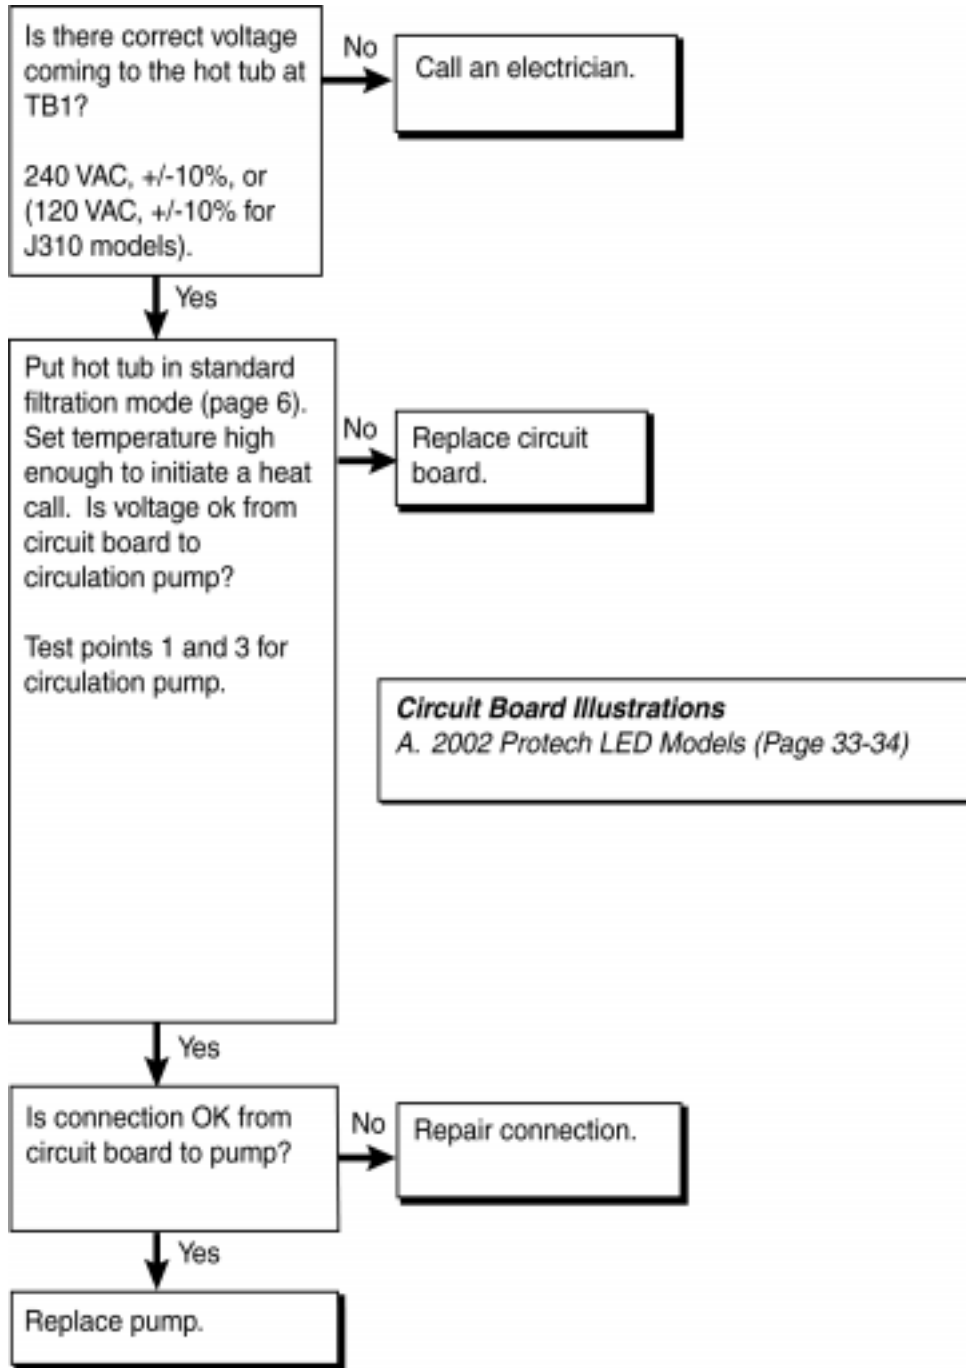 Is there correct voltage
coming to the hot tub at
TB1?
240 VAC, +/-10%, or
(120 VAC, +/-10% for
J310 models).
No
Call an electrician.
Yes
Put hot tub in standard
filtration mode (page 6).
Set temperature high
enough to initiate a heat
call. Is voltage ok from
circuit board to
circulation pump?
Test points 1 and 3 for
circulation pump.
No
Replace circuit
board.
Circuit Board Illustrations
A. 2002 Protech LED Models (Page 33-34)
Yes
Is connection OK from
circuit board to pump?
No
Repair connection.
Yes
Replace pump.